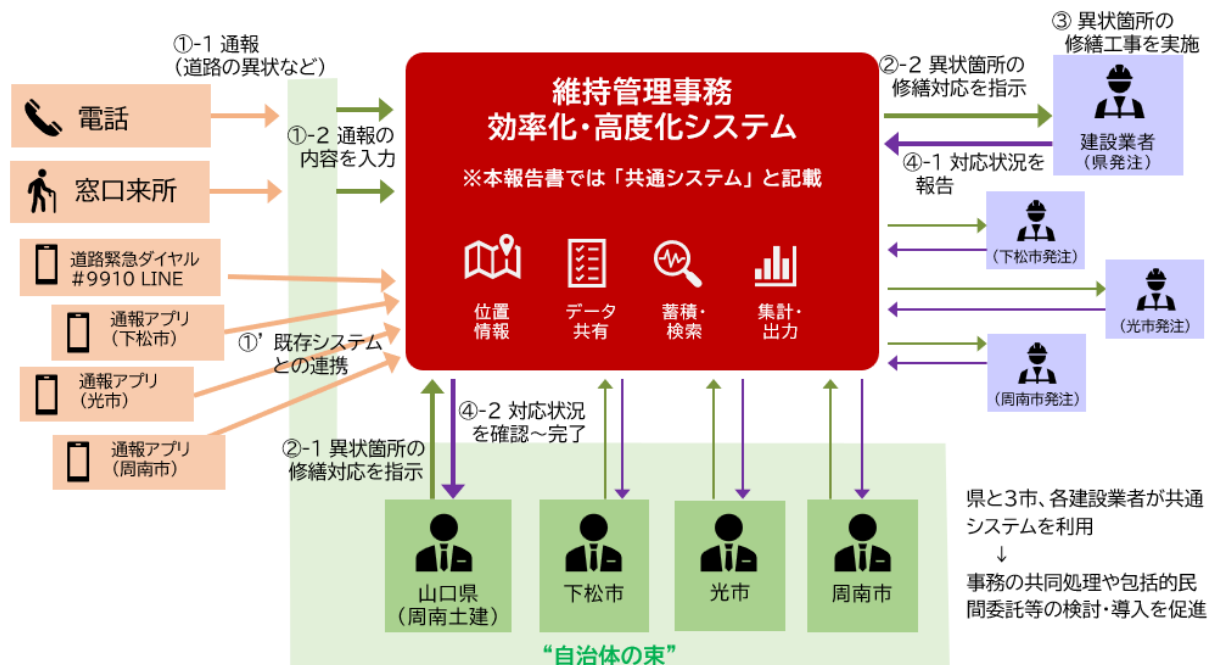 ①-1 通報
(道路の異状など)
電話
窓口来所
道路緊急ダイヤル
#9910 LINE
通報アプリ
(下松市)
通報アプリ
(光市)
通報アプリ
(周南市)
①-2 通報の
内容を入力
①’ 既存システム
との連携
維持管理事務
効率化・高度化システム
※本報告書では「共通システム」と記載
位置
情報
データ
共有
蓄積・
検索
集計・
出力
②-2 異状箇所の
修繕対応を指示
③ 異状箇所の
修繕工事を実施
建設業者
(県発注)
④-1 対応状況を
報告
(下松市発注)
(光市発注)
(周南市発注)
②-1 異状箇所の
修繕対応を指示
④-2 対応状況
を確認~完了
山口県
(周南土建)
下松市
光市
周南市
“自治体の束”
県と3市、各建設業者が共通
システムを利用
↓
事務の共同処理や包括的民
間委託等の検討・導入を促進